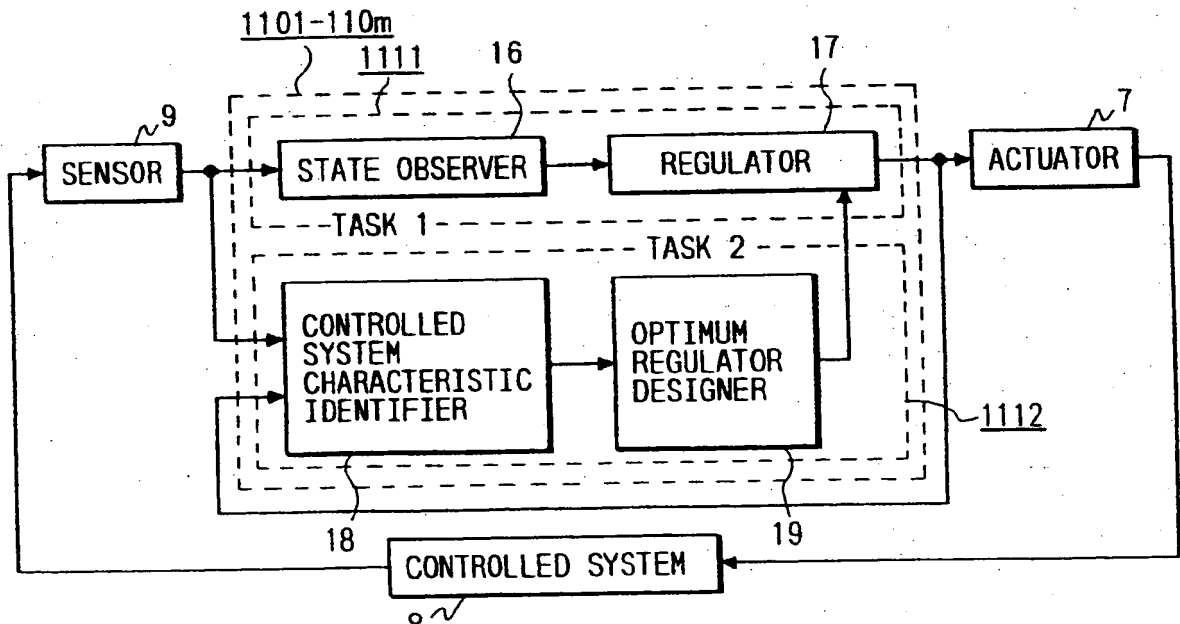 1101-110m
1111
16
17
9
7
SENSOR
STATE OBSERVER
REGULATOR
ACTUATOR
TASK 1
TASK 2
CONTROLLED
SYSTEM
CHARACTERISTIC
IDENTIFIER
OPTIMUM
REGULATOR
DESIGNER
1112
18
19
CONTROLLED SYSTEM